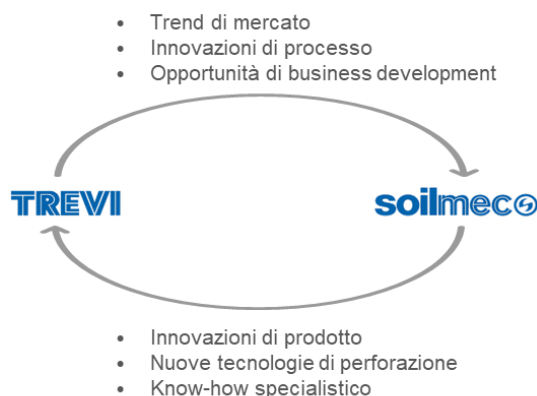 • Trend di mercato
• Innovazioni di processo
• Opportunità di business development
TREVI
soilmec
• Innovazioni di prodotto
• Nuove tecnologie di perforazione
• Know-how specialistico